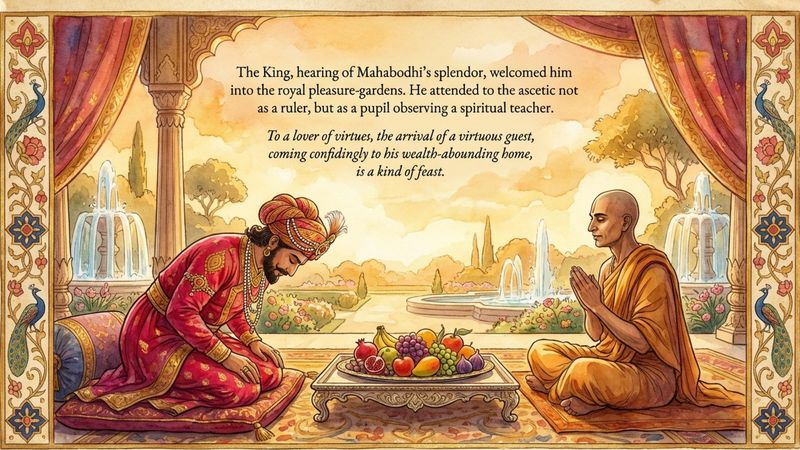 The King, hearing of Mahabodhi's splendor, welcomed him
into the royal pleasure-gardens. He attended to the ascetic not
as a ruler, but as a pupil observing a spiritual teacher.
To a lover of virtues, the arrival of a virtuous guest,
coming confidingly to his wealth-abounding home,
is a kind of feast.